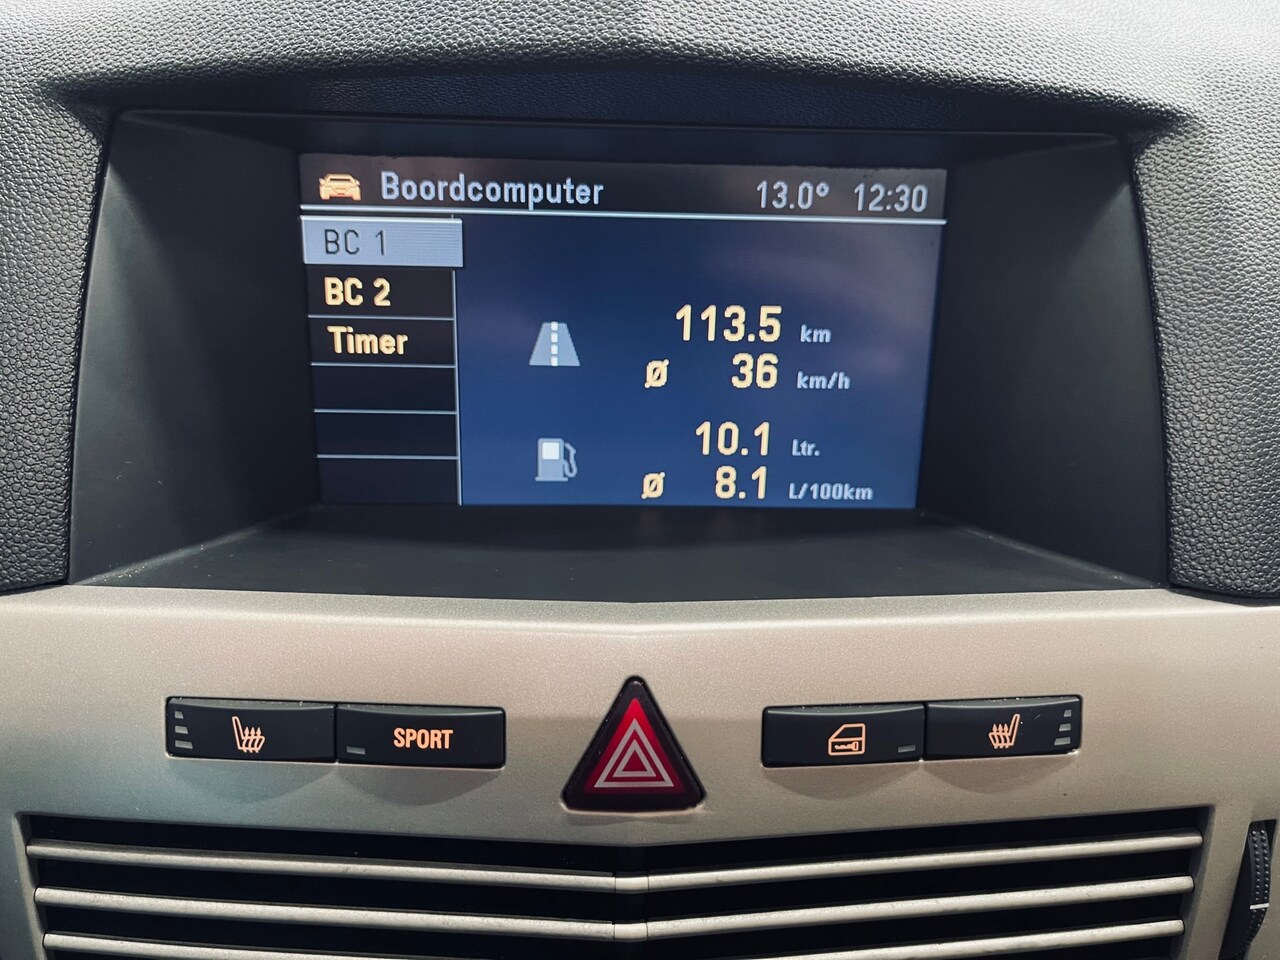 Boordcomputer 13.0° 12:30
BC 1
BC 2
Timer
113.5 km
ø 36 km/h
10.1 Ltr.
ø 8.1 L/100km
SPORT